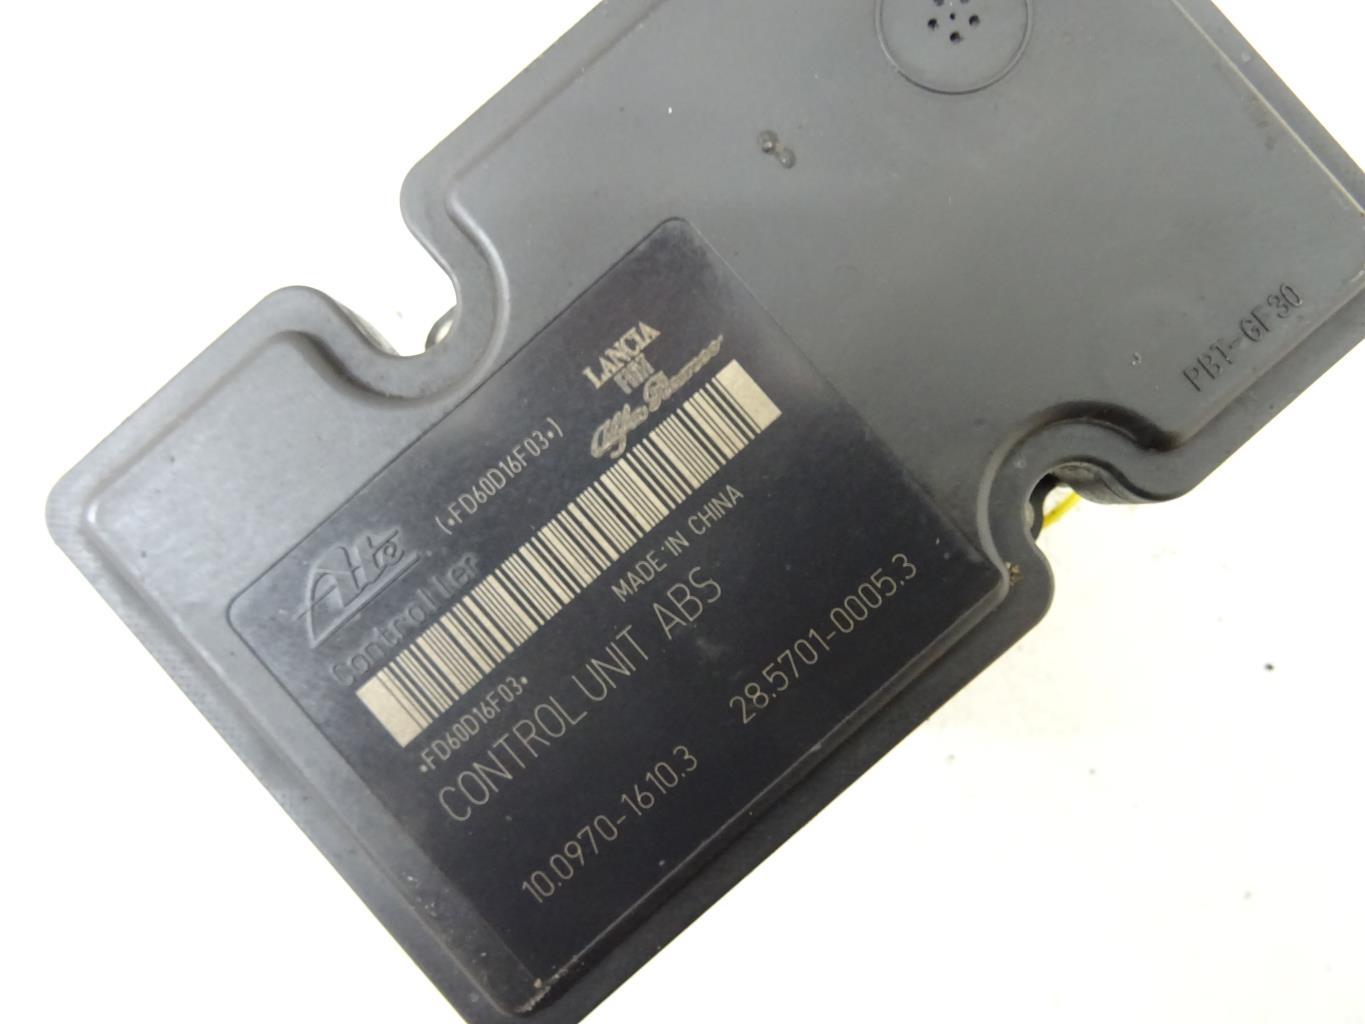 LANCIA
FIAT
Alfa Romeo
(•FD60D16F03•)
Ate
Controller
•FD60D16F03•
MADE IN CHINA
CONTROL UNIT ABS
10.0970-1610.3 28.5701-0005.3
PBT-GF30